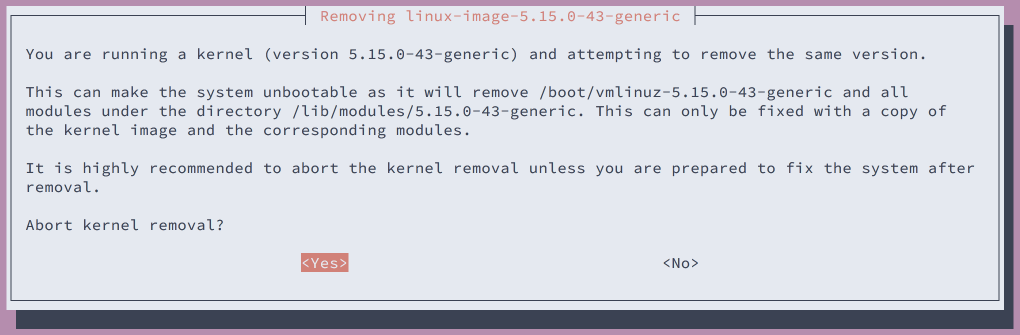 Removing linux-image-5.15.0-43-generic
You are running a kernel (version 5.15.0-43-generic) and attempting to remove the same version.
This can make the system unbootable as it will remove /boot/vmlinuz-5.15.0-43-generic and all
modules under the directory /lib/modules/5.15.0-43-generic. This can only be fixed with a copy of
the kernel image and the corresponding modules.
It is highly recommended to abort the kernel removal unless you are prepared to fix the system after
removal.
Abort kernel removal?
<Yes> <No>